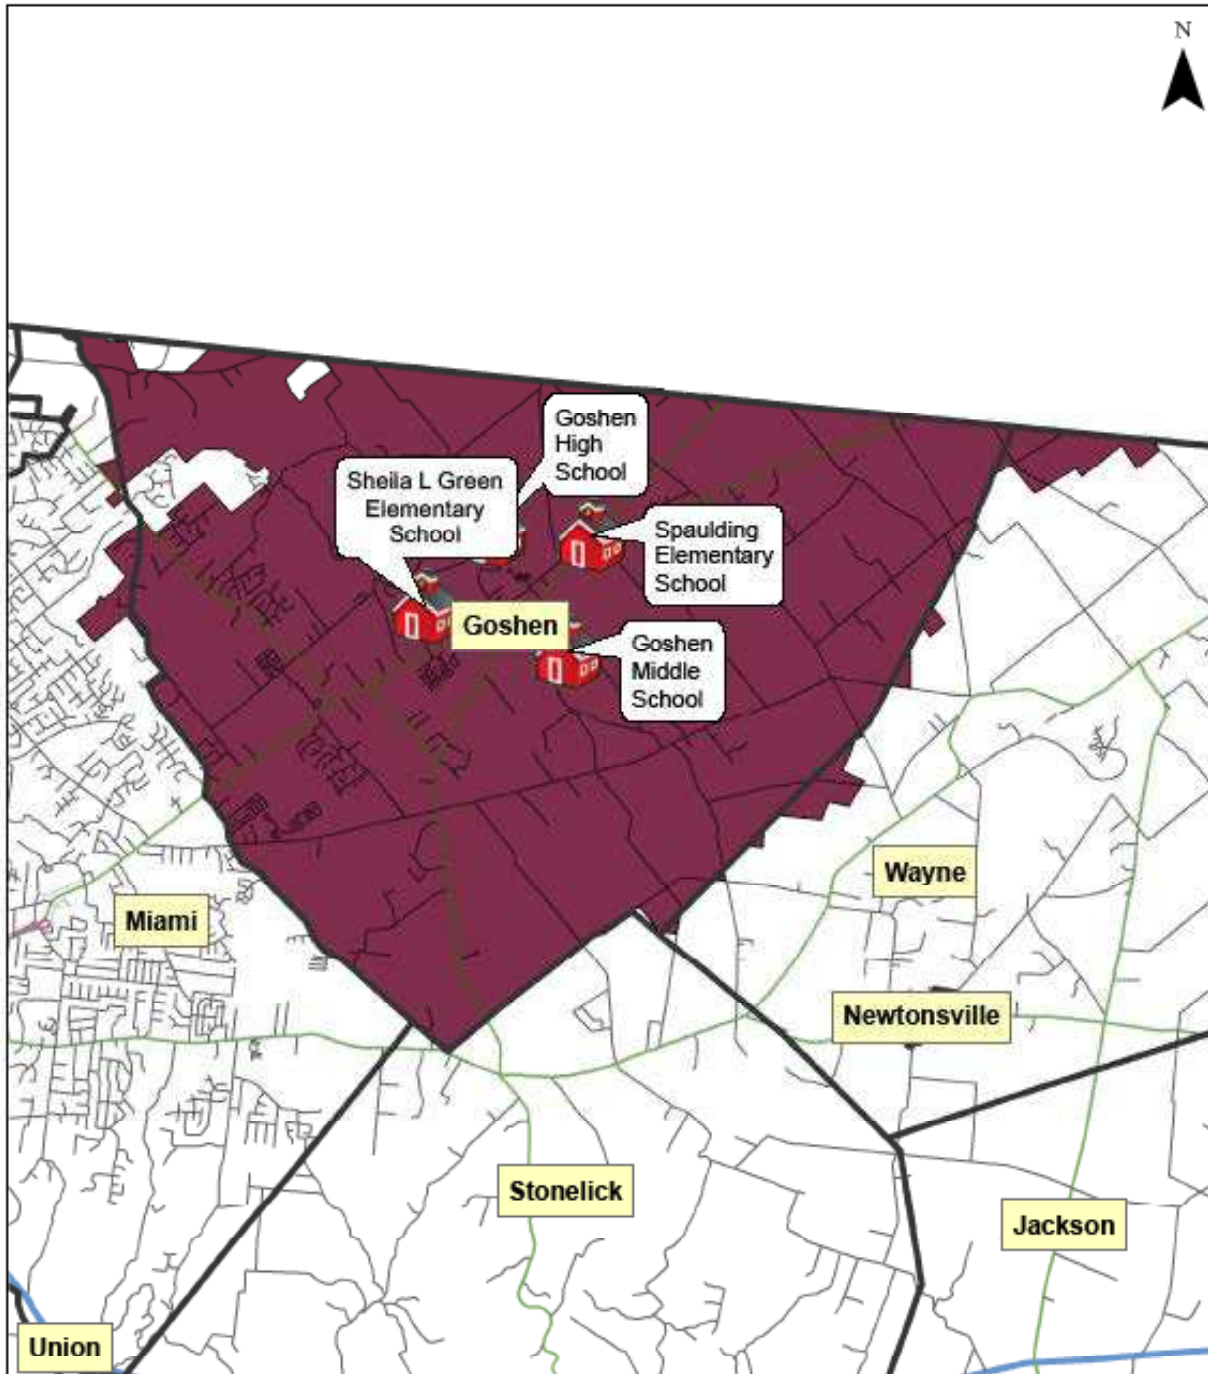 N
Goshen
High
School
Sheila L Green
Elementary
School
Spaulding
Elementary
School
Goshen
Goshen
Middle
School
Wayne
Miami
Newtonsville
Stonelick
Jackson
Union